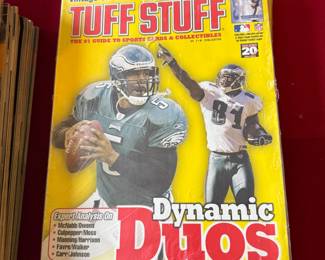 TUFF STUFF
THE #1 GUIDE TO SPORTS CARDS & COLLECTIBLES
20
5
81
Expert Analysis On
• McNabb/Owens
• Culpepper/Moss
• Manning/Harrison
• Favre/Walker
• Carr/Johnson
Dynamic
Duos